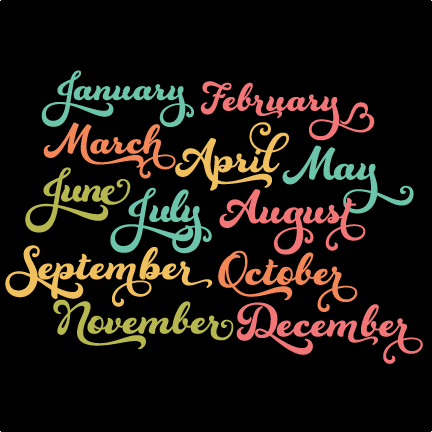 January February
March April May
June July August
September October
November December